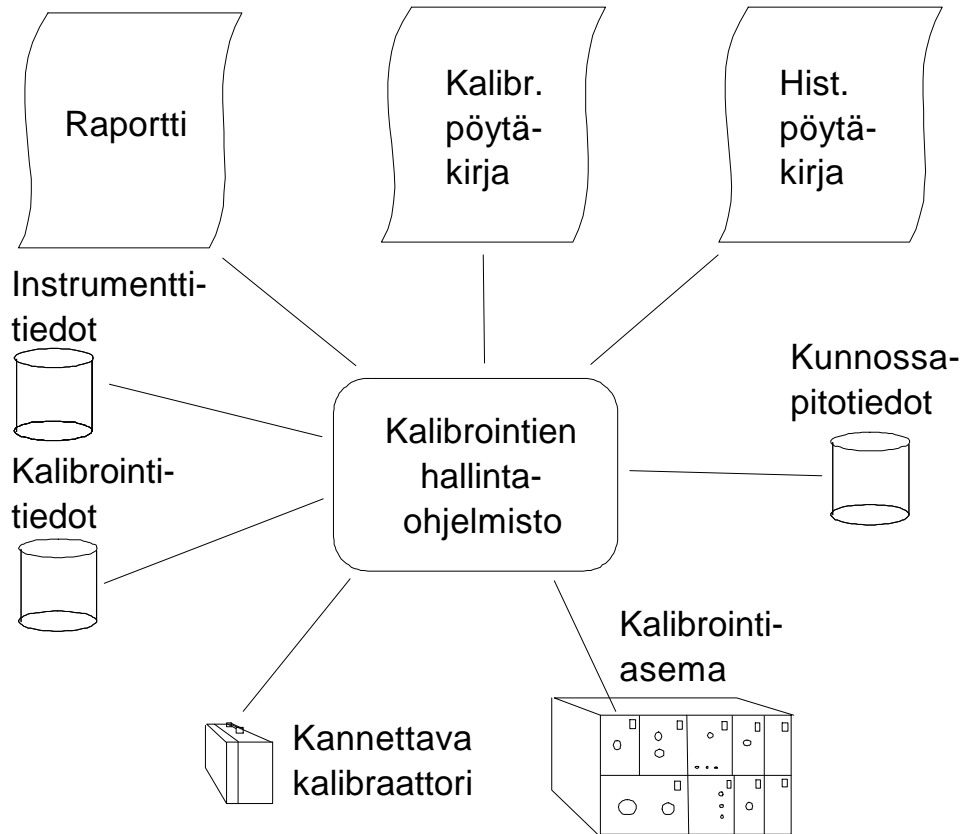 Raportti
Kalibr.
pöytä-
kirja
Hist.
pöytä-
kirja
Instrumentti-
tiedot
Kunnossa-
pitotiedot
Kalibrointien
hallinta-
ohjelmisto
Kalibrointi-
tiedot
Kalibrointi-
asema
Kannettava
kalibraattori